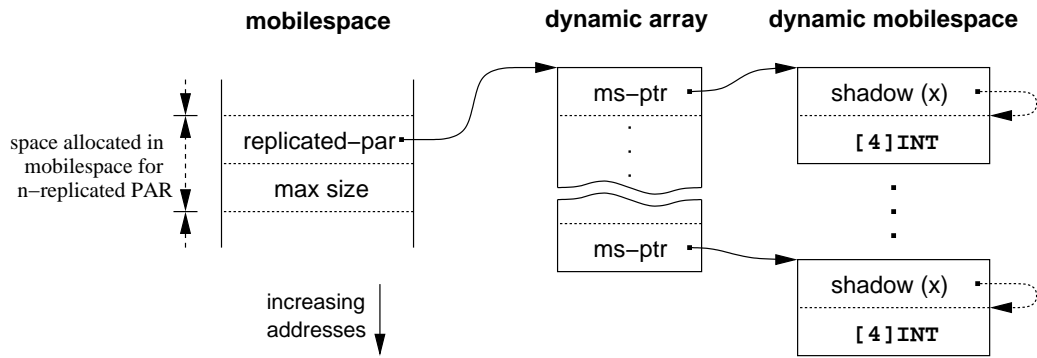 mobilespace
dynamic array
dynamic mobilespace
space allocated in
mobilespace for
n−replicated PAR
replicated−par
max size
increasing
addresses
ms−ptr
ms−ptr
shadow (x)
[4]INT
shadow (x)
[4]INT